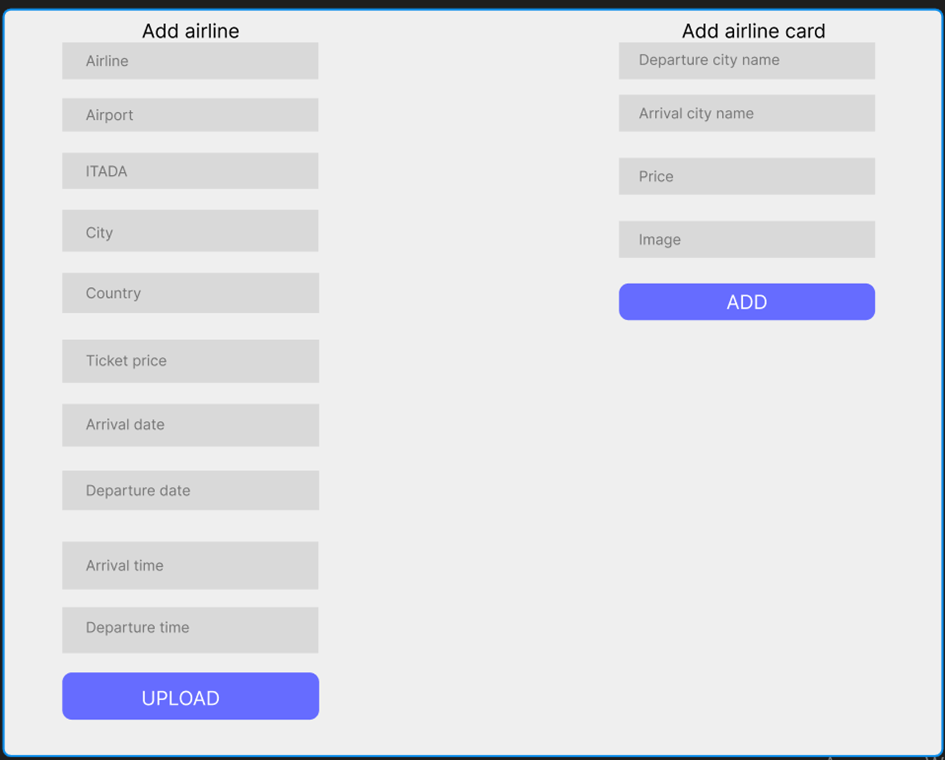 Add airline
Airline
Airport
ITADA
City
Country
Ticket price
Arrival date
Departure date
Arrival time
Departure time
UPLOAD
Add airline card
Departure city name
Arrival city name
Price
Image
ADD